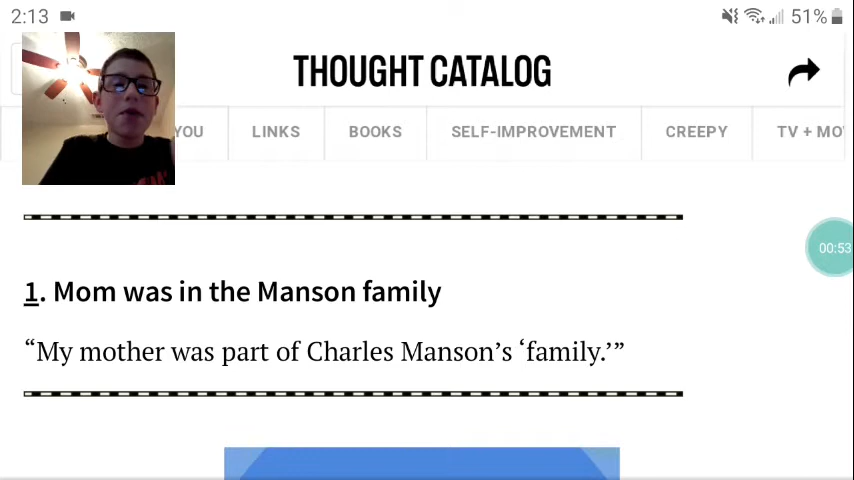 2:13 51%
THOUGHT CATALOG
YOU LINKS BOOKS SELF-IMPROVEMENT CREEPY TV + MO
00:53
1. Mom was in the Manson family
“My mother was part of Charles Manson’s ‘family.’”